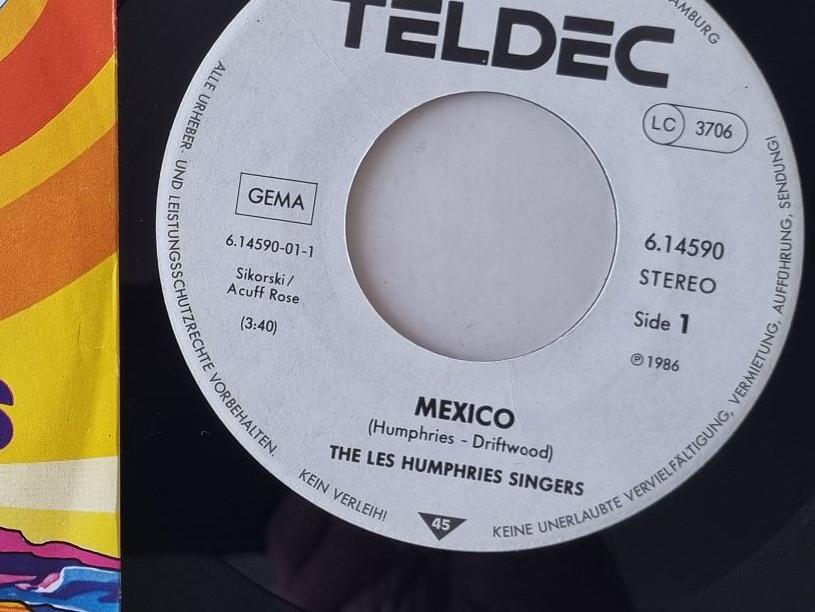 TELDEC
LC 3706
GEMA
6.14590-01-1
Sikorski/
Acuff Rose
(3:40)
6.14590
STEREO
Side 1
℗ 1986
MEXICO
(Humphries - Driftwood)
THE LES HUMPHRIES SINGERS
45
ALLE URHEBER- UND LEISTUNGSSCHUTZRECHTE VORBEHALTEN.
KEIN VERLEIH!
KEINE UNERLAUBTE VERVIELFÄLTIGUNG, VERMIETUNG, AUFFÜHRUNG, SENDUNG!